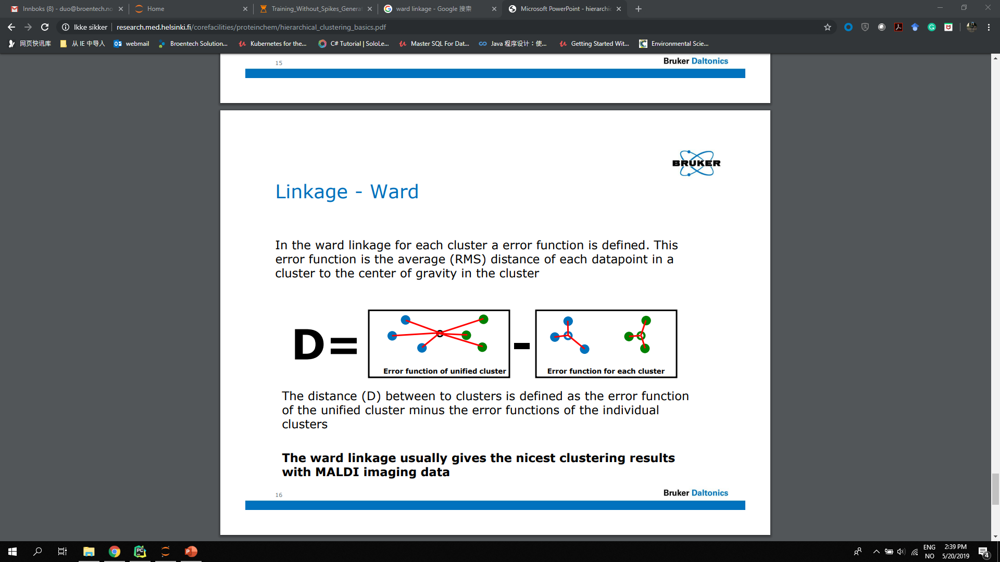 Innboks (8) - duo@broentech.no
Home
Training_Without_Spikes_Genera
ward linkage - Google 搜索
Microsoft PowerPoint - hierarchic
Ikke sikker
research.med.helsinki.fi/corefacilities/proteinchem/hierarchical_clustering_basics.pdf
网页快讯库
从 IE 中导入
webmail
Broentech Solution...
Kubernetes for the...
C# Tutorial | SoloLe...
Master SQL For Dat...
Java 程序设计：使...
Getting Started Wit...
Environmental Scie...
15
Bruker Daltonics
BRUKER
Linkage - Ward
In the ward linkage for each cluster a error function is defined. This
error function is the average (RMS) distance of each datapoint in a
cluster to the center of gravity in the cluster
D=
-
Error function of unified cluster
Error function for each cluster
The distance (D) between to clusters is defined as the error function
of the unified cluster minus the error functions of the individual
clusters
The ward linkage usually gives the nicest clustering results
with MALDI imaging data
16
Bruker Daltonics
ENG
NO
2:39 PM
5/20/2019
4